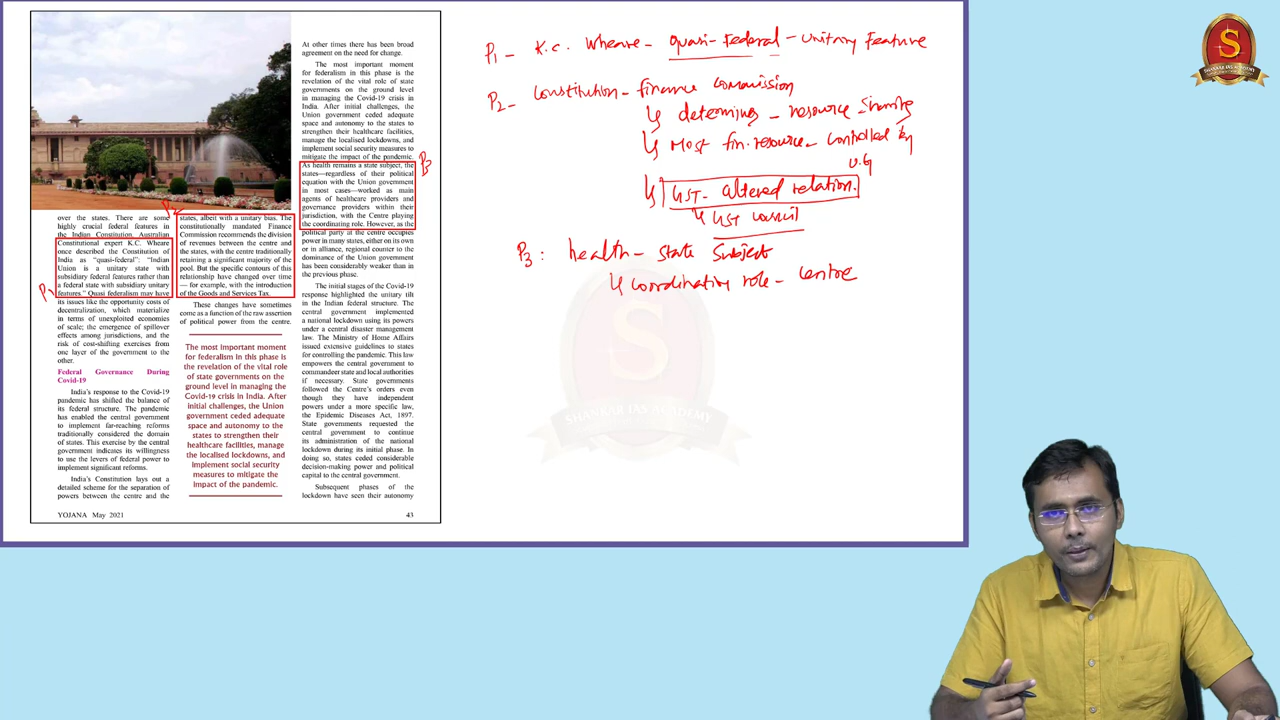 At other times there has been broad
agreement on the need for change.
The most important moment
for federalism in this phase is the
revelation of the vital role of state
governments on the ground level
in managing the Covid-19 crisis in
India. After initial challenges, the
Union government ceded adequate
space and autonomy to the states to
strengthen their healthcare facilities,
manage the localised lockdowns, and
implement social security measures to
mitigate the impact of the pandemic.
As health remains a state subject, the
states—regardless of their political
equation with the Union government
in most cases—worked as main
agents of healthcare providers and
governance providers within their
jurisdiction, with the Centre playing
the coordinating role. However, as the
political party at the centre occupies
power in many states, either on its own
or in alliance, regional counter to the
dominance of the Union government
has been considerably weaker than in
the previous phase.
The initial stages of the Covid-19
response highlighted the unitary tilt
in the Indian federal structure. The
central government implemented
a national lockdown using its powers
under a central disaster management
law. The Ministry of Home Affairs
issued extensive guidelines to states
for controlling the pandemic. This law
empowers the central government to
commandeer state and local authorities
if necessary. State governments
followed the Centre's orders even
though they have independent
powers under a more specific law,
the Epidemic Diseases Act, 1897.
State governments requested the
central government to continue
its administration of the national
lockdown during its initial phase. In
doing so, states ceded considerable
decision-making power and political
capital to the central government.
Subsequent phases of the
lockdown have seen their autonomy
over the states. There are some
highly crucial federal features in
the Indian Constitution. Australian
Constitutional expert K.C. Wheare
once described the Constitution of
India as "quasi-federal": "Indian
Union is a unitary state with
subsidiary federal features rather than
a federal state with subsidiary unitary
features." Quasi federalism may have
its issues like the opportunity costs of
decentralization, which materialize
in terms of unexploited economies
of scale; the emergence of spillover
effects among jurisdictions, and the
risk of cost-shifting exercises from
one layer of the government to the
other.
Federal Governance During
Covid-19
India's response to the Covid-19
pandemic has shifted the balance of
its federal structure. The pandemic
has enabled the central government
to implement far-reaching reforms
traditionally considered the domain
of states. This exercise by the central
government indicates its willingness
to use the levers of federal power to
implement significant reforms.
India's Constitution lays out a
detailed scheme for the separation of
powers between the centre and the
states, albeit with a unitary bias. The
constitutionally mandated Finance
Commission recommends the division
of revenues between the centre and
the states, with the centre traditionally
retaining a significant majority of the
pool. But the specific contours of this
relationship have changed over time
— for example, with the introduction
of the Goods and Services Tax.
These changes have sometimes
come as a function of the raw assertion
of political power from the centre.
The most important moment
for federalism in this phase is
the revelation of the vital role
of state governments on the
ground level in managing the
Covid-19 crisis in India. After
initial challenges, the Union
government ceded adequate
space and autonomy to the
states to strengthen their
healthcare facilities, manage
the localised lockdowns, and
implement social security
measures to mitigate the
impact of the pandemic.
YOJANA May 2021
43
P1
P2
P3
P1 - K.C. Wheare - quasi-Federal - unitary Feature
P2 - Constitution - finance commission
determines - resource sharing
Most fin. resource - controlled by
U.G
GST - altered relation.
GST council
P3 : health - State Subject
Coordinating role - centre
S
SHANKAR IAS ACADEMY
S
SHANKAR IAS ACADEMY